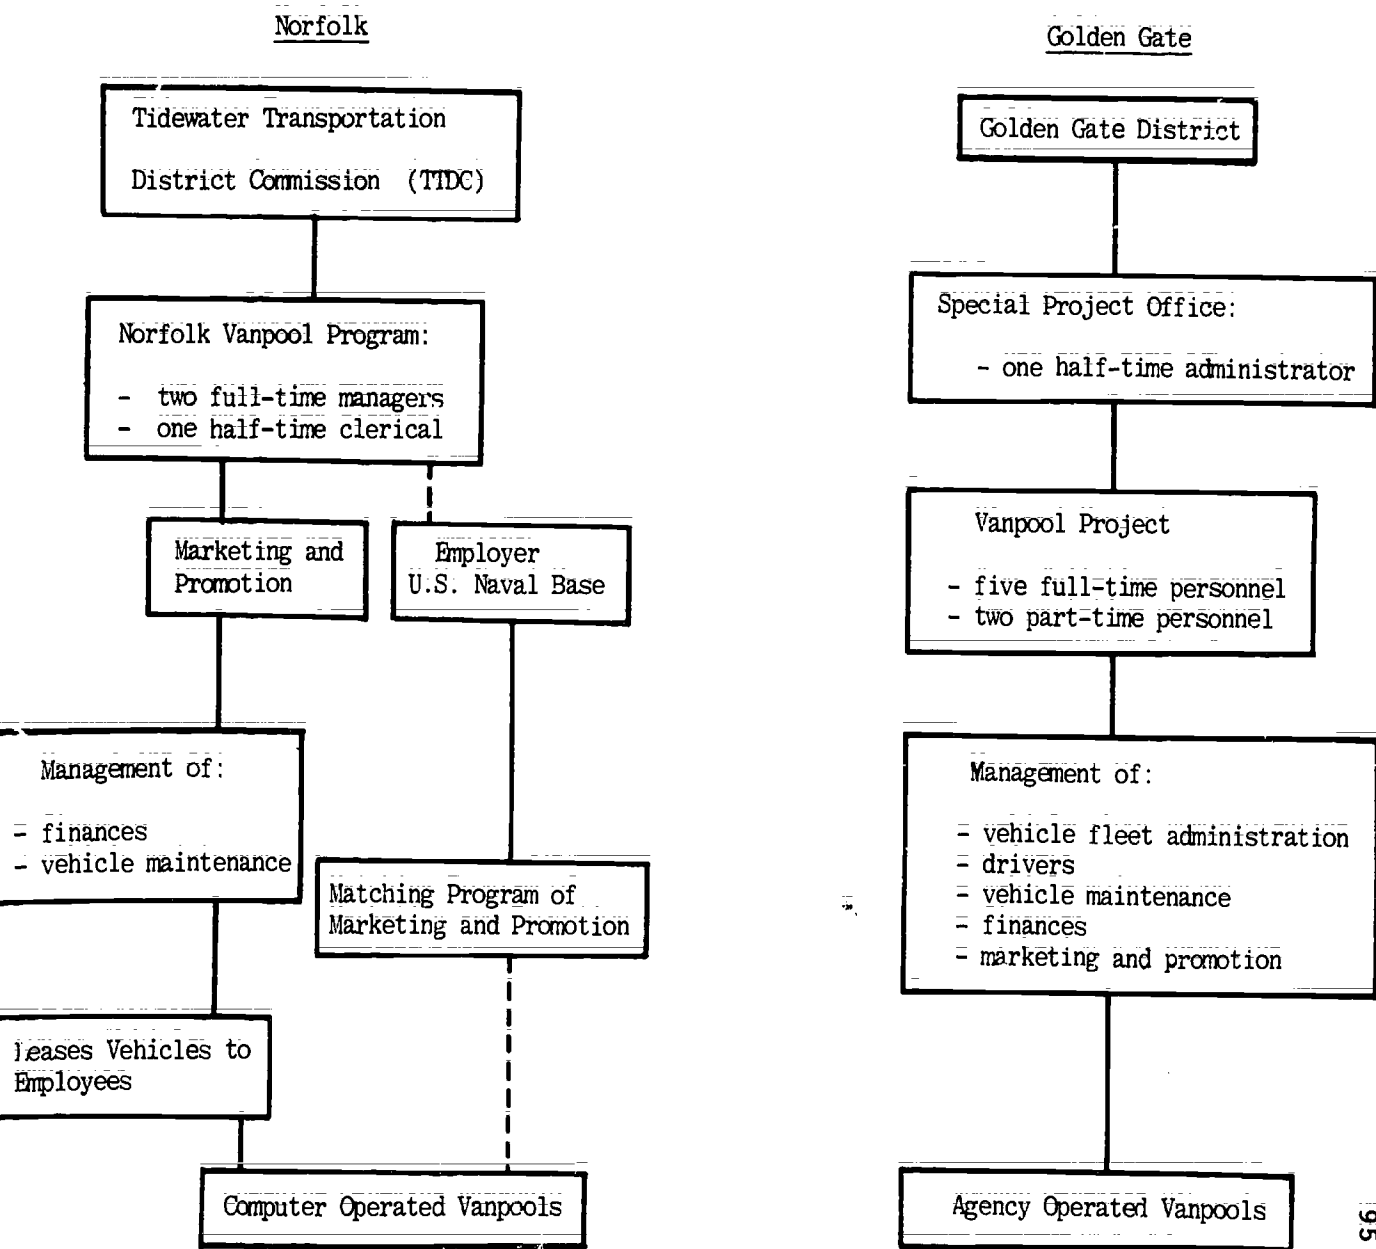 Norfolk
Tidewater Transportation
District Commission (TTDC)
Norfolk Vanpool Program:
- two full-time managers
- one half-time clerical
Marketing and
Promotion
Employer
U.S. Naval Base
Management of:
- finances
- vehicle maintenance
Matching Program of
Marketing and Promotion
Leases Vehicles to
Employees
Computer Operated Vanpools
Golden Gate
Golden Gate District
Special Project Office:
- one half-time administrator
Vanpool Project
- five full-time personnel
- two part-time personnel
Management of:
- vehicle fleet administration
- drivers
- vehicle maintenance
- finances
- marketing and promotion
Agency Operated Vanpools
95